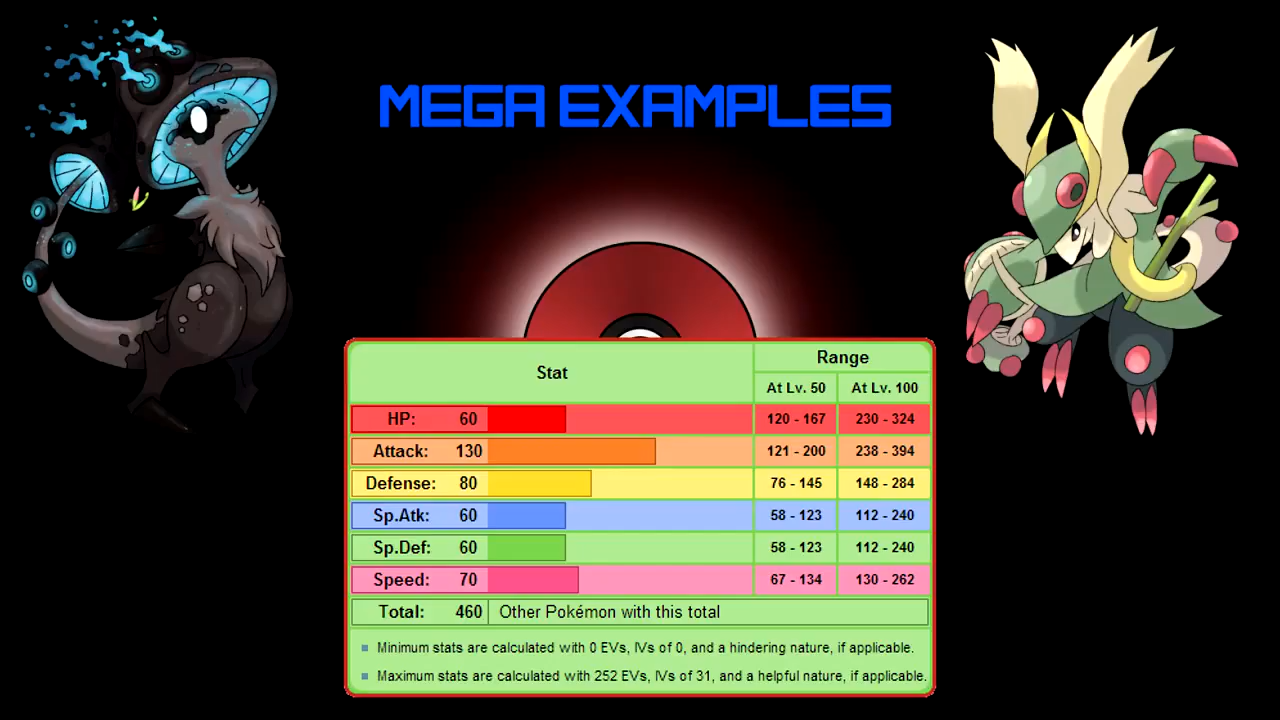 MEGA EXAMPLES
Stat
Range
At Lv. 50 At Lv. 100
HP: 60 120 - 167 230 - 324
Attack: 130 121 - 200 238 - 394
Defense: 80 76 - 145 148 - 284
Sp.Atk: 60 58 - 123 112 - 240
Sp.Def: 60 58 - 123 112 - 240
Speed: 70 67 - 134 130 - 262
Total: 460 Other Pokémon with this total
Minimum stats are calculated with 0 EVs, IVs of 0, and a hindering nature, if applicable.
Maximum stats are calculated with 252 EVs, IVs of 31, and a helpful nature, if applicable.